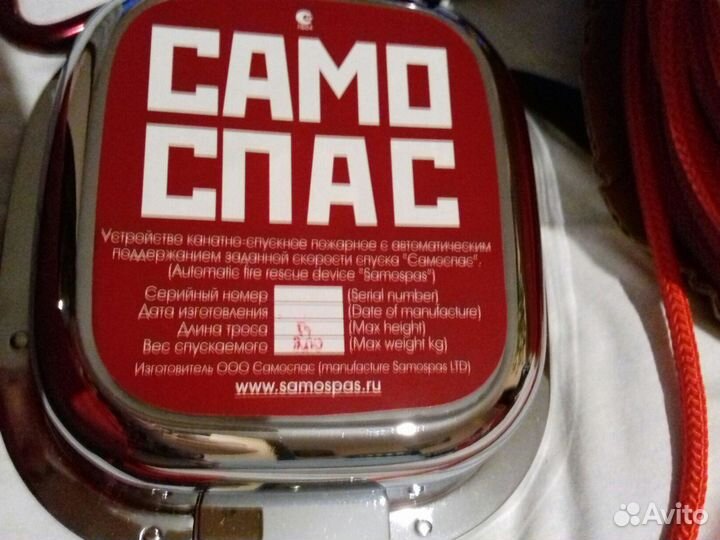 САМО
СПАС
Устройство канатно-спускное пожарное с автоматическим
поддержанием заданной скорости спуска "Самоспас".
(Automatic fire rescue device "Samospas")
Серийный номер (Serial number)
Дата изготовления (Date of manufacture)
Длина троса (Max height)
Вес спускаемого (Max weight kg)
Изготовитель ООО Самоспас (manufacture Samospas LTD)
www.samospas.ru
Avito